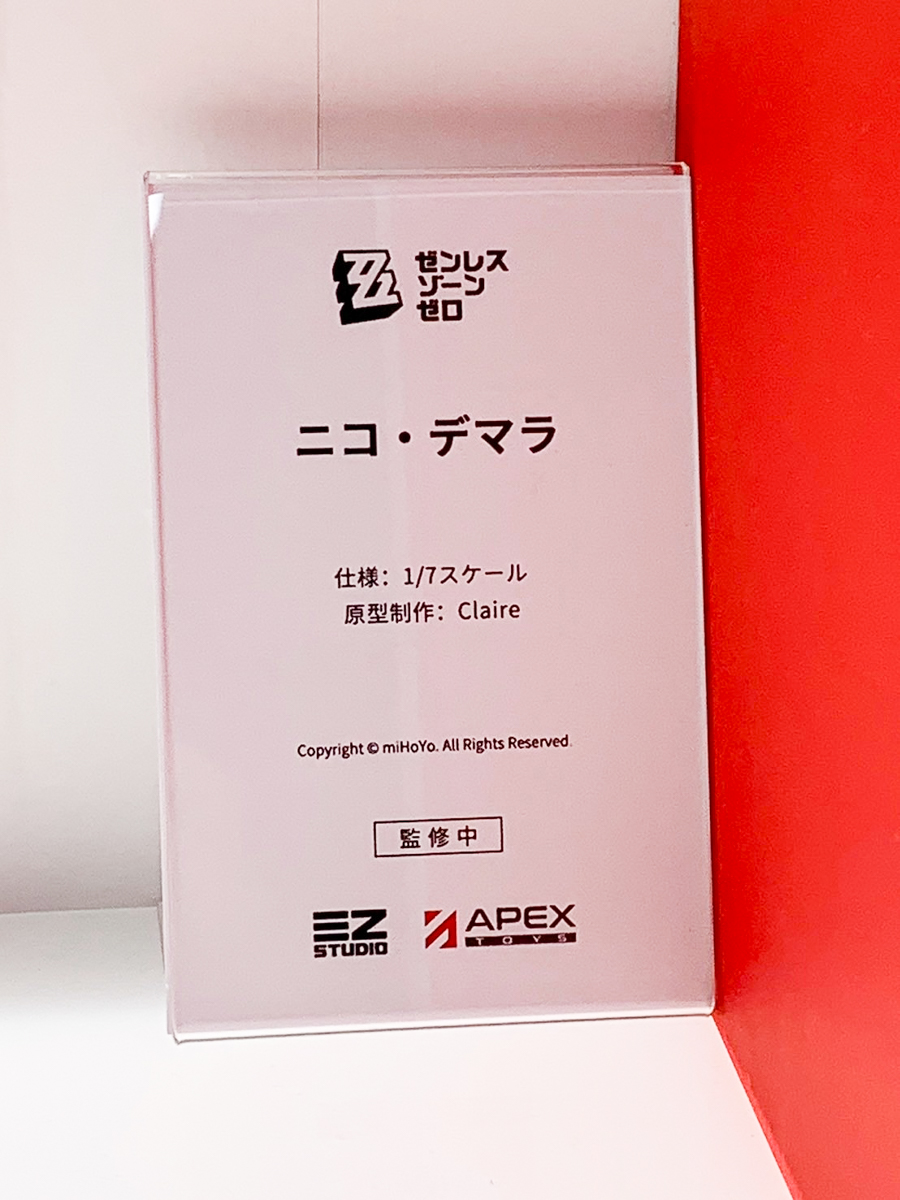 ゼンレス
ゾーン
ゼロ
ニコ・デマラ
仕様：1/7スケール
原型制作：Claire
Copyright © miHoYo. All Rights Reserved.
監修中
EZ
STUDIO
APEX
TOYS